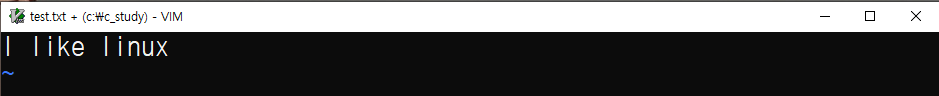 test.txt + (c:\c_study) - VIM
I like linux
~